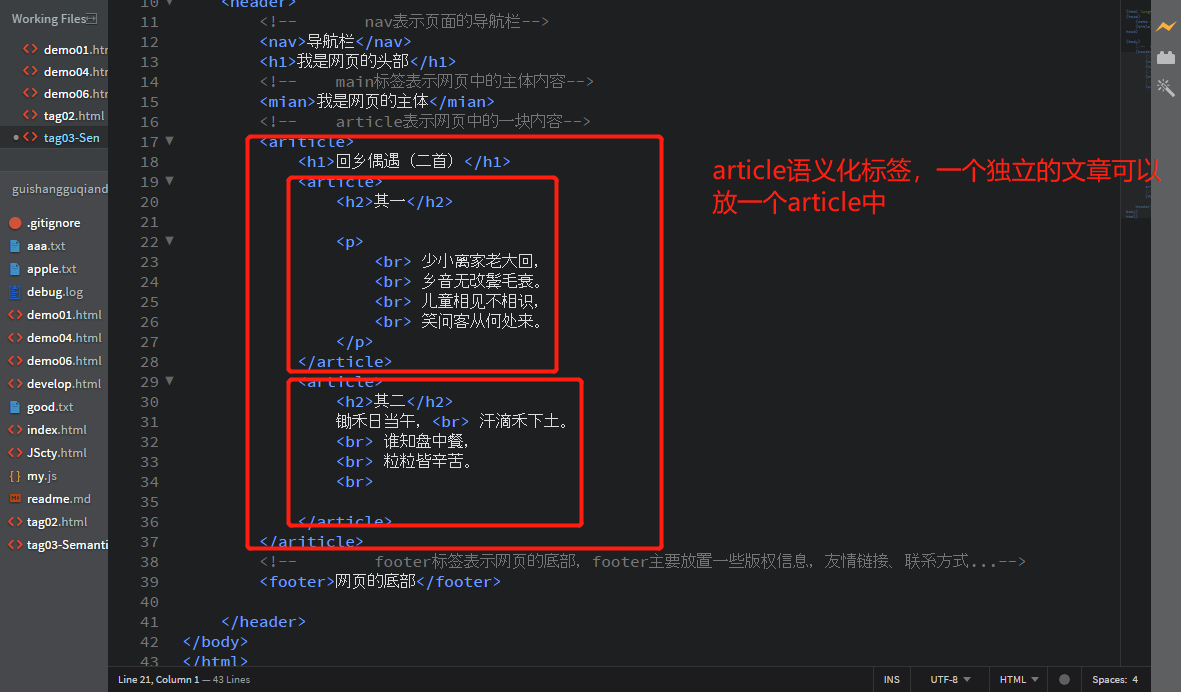 Working Files
demo01.htm
demo04.htm
demo06.htm
tag02.html
tag03-Sen
guishangguqiand
.gitignore
aaa.txt
apple.txt
debug.log
demo01.html
demo04.html
demo06.html
develop.html
good.txt
index.html
JScty.html
my.js
readme.md
tag02.html
tag03-Semanti
10 <header>
11 <!-- nav表示页面的导航栏-->
12 <nav>导航栏</nav>
13 <h1>我是网页的头部</h1>
14 <!-- main标签表示网页中的主体内容-->
15 <mian>我是网页的主体</mian>
16 <!-- article表示网页中的一块内容-->
17 <ariticle>
18 <h1>回乡偶遇（二首）</h1>
19 <article>
20 <h2>其一</h2>
21
22 <p>
23 <br> 少小离家老大回，
24 <br> 乡音无改鬓毛衰。
25 <br> 儿童相见不相识，
26 <br> 笑问客从何处来。
27 </p>
28 </article>
29 <article>
30 <h2>其二</h2>
31 锄禾日当午，<br> 汗滴禾下土。
32 <br> 谁知盘中餐，
33 <br> 粒粒皆辛苦。
34 <br>
35
36 </article>
37 </ariticle>
38 <!-- footer标签表示网页的底部，footer主要放置一些版权信息，友情链接、联系方式...-->
39 <footer>网页的底部</footer>
40
41 </header>
42 </body>
43 </html>
article语义化标签，一个独立的文章可以
放一个article中
Line 21, Column 1 — 43 Lines
INS
UTF-8
HTML
Spaces: 4